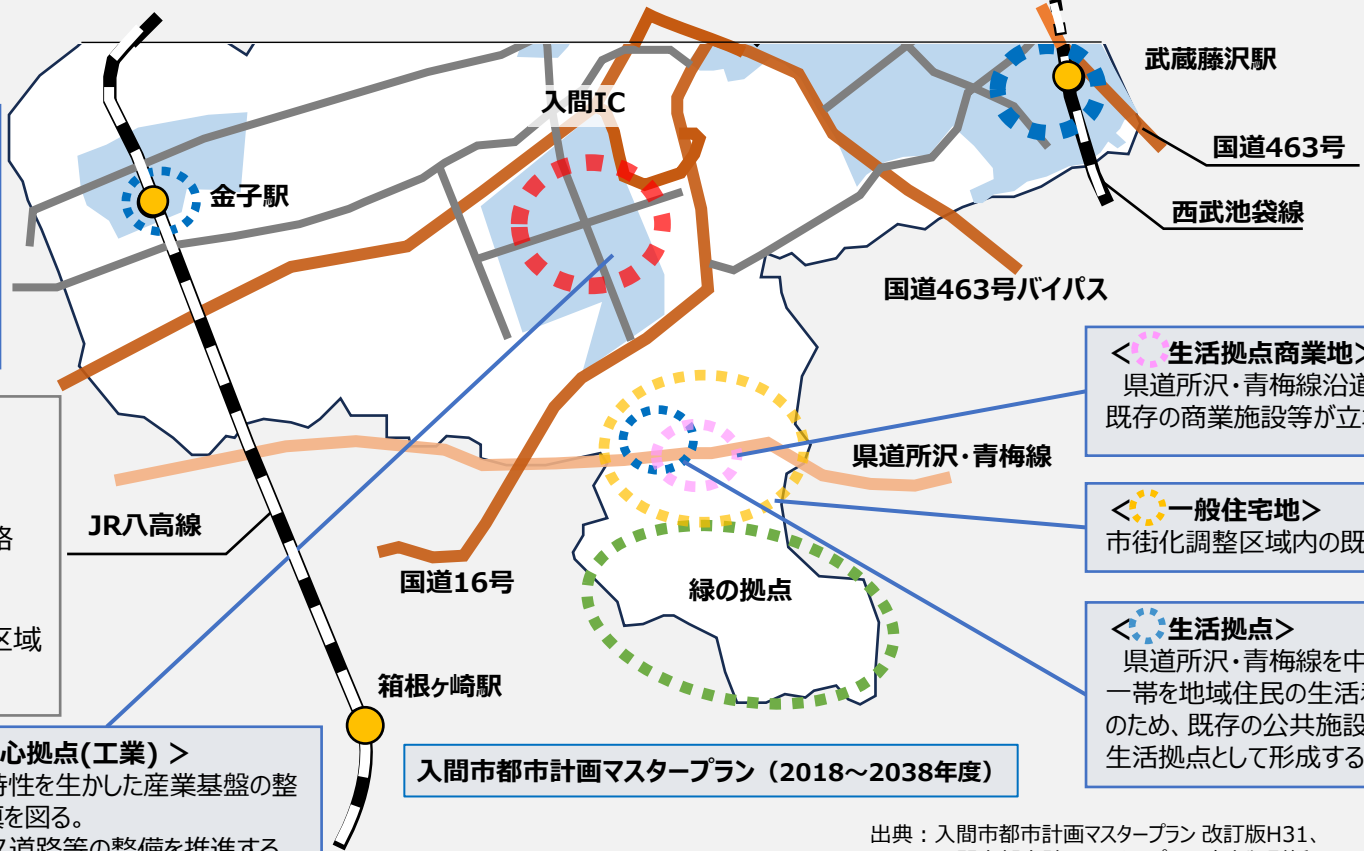 武蔵藤沢駅
入間IC
国道463号
金子駅
西武池袋線
国道463号バイパス
<生活拠点商業地>
県道所沢・青梅線沿道
既存の商業施設等が立
県道所沢・青梅線
<一般住宅地>
市街化調整区域内の既
JR八高線
国道16号
緑の拠点
<生活拠点>
県道所沢・青梅線を中
一帯を地域住民の生活
のため、既存の公共施設
生活拠点として形成する
区域
箱根ヶ崎駅
心拠点(工業) >
特性を生かした産業基盤の整
を図る。
道路等の整備を推進する
入間市都市計画マスタープラン(2018~2038年度)
出典:入間市都市計画マスタープラン 改訂版H31、